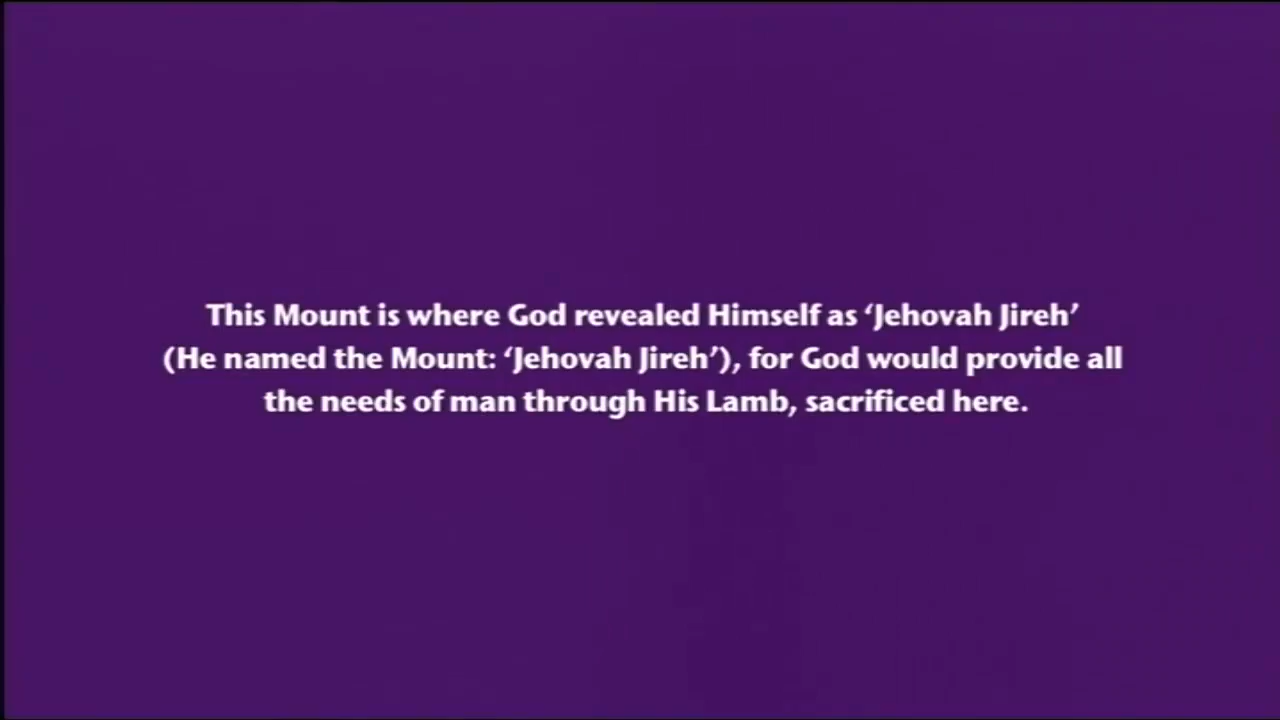 This Mount is where God revealed Himself as ‘Jehovah Jireh’
(He named the Mount: ‘Jehovah Jireh’), for God would provide all
the needs of man through His Lamb, sacrificed here.